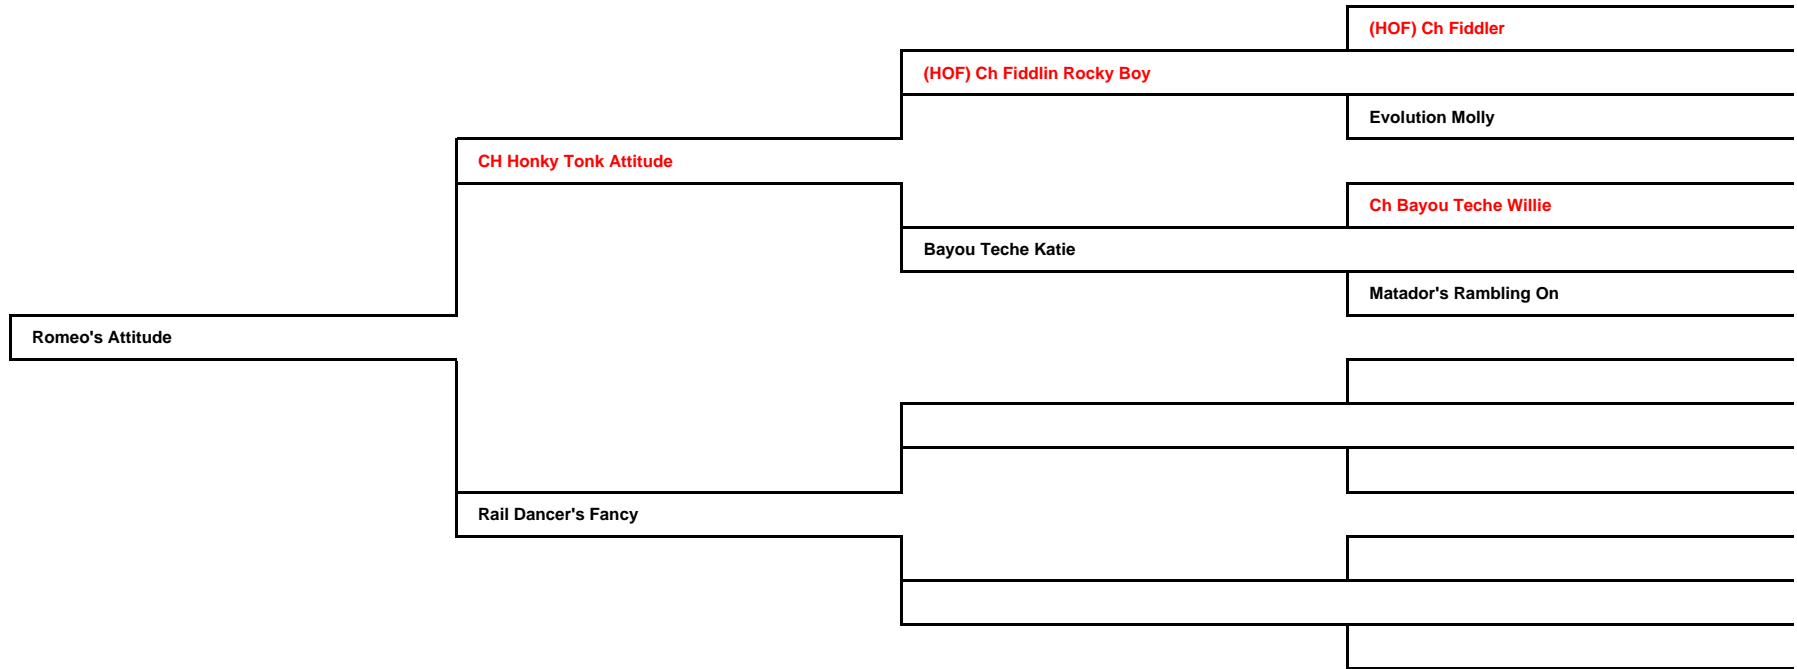 (HOF) Ch Fiddler
(HOF) Ch Fiddlin Rocky Boy
Evolution Molly
CH Honky Tonk Attitude
Ch Bayou Teche Willie
Bayou Teche Katie
Matador's Rambling On
Romeo's Attitude
Rail Dancer's Fancy